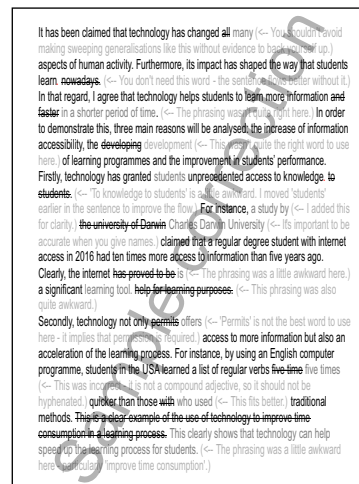 It has been claimed that technology has changed all many (<-- You shouldn't avoid
making sweeping generalisations like this without evidence to back yourself up.)
aspects of human activity. Furthermore, its impact has shaped the way that students
learn. nowadays. (<-- You don't need this word - the sentence flows better without it.)
In that regard, I agree that technology helps students to learn more information and
faster in a shorter period of time. (<-- The phrasing wasn't quite right here.) In order
to demonstrate this, three main reasons will be analysed: the increase of information
accessibility, the developing development (<-- This isn't quite the right word to use
here.) of learning programmes and the improvement in students' performance.
Firstly, technology has granted students unprecedented access to knowledge. to
students. (<-- 'To knowledge to students' is a little awkward. I moved 'students'
earlier in the sentence to improve the flow.) For instance, a study by (<-- I added this
for clarity.) the university of Darwin Charles Darwin University (<-- It's important to be
accurate when you give names.) claimed that a regular degree student with internet
access in 2016 had ten times more access to information than five years ago.
Clearly, the internet has proved to be is (<-- The phrasing was a little awkward here.)
a significant learning tool. help for learning purposes. (<-- This phrasing was also
quite awkward.)
Secondly, technology not only permits offers (<-- 'Permits' is not the best word to use
here - it implies that permission is required.) access to more information but also an
acceleration of the learning process. For instance, by using an English computer
programme, students in the USA learned a list of regular verbs five-time five times
(<-- This was incorrect - it is not a compound adjective, so it should not be
hyphenated.) quicker than those with who used (<-- This fits better.) traditional
methods. This is a clear example of the use of technology to improve time
consumption in a learning process. This clearly shows that technology can help
speed up the learning process for students. (<-- The phrasing was a little awkward
here - particularly 'improve time consumption'.)
Sample correction